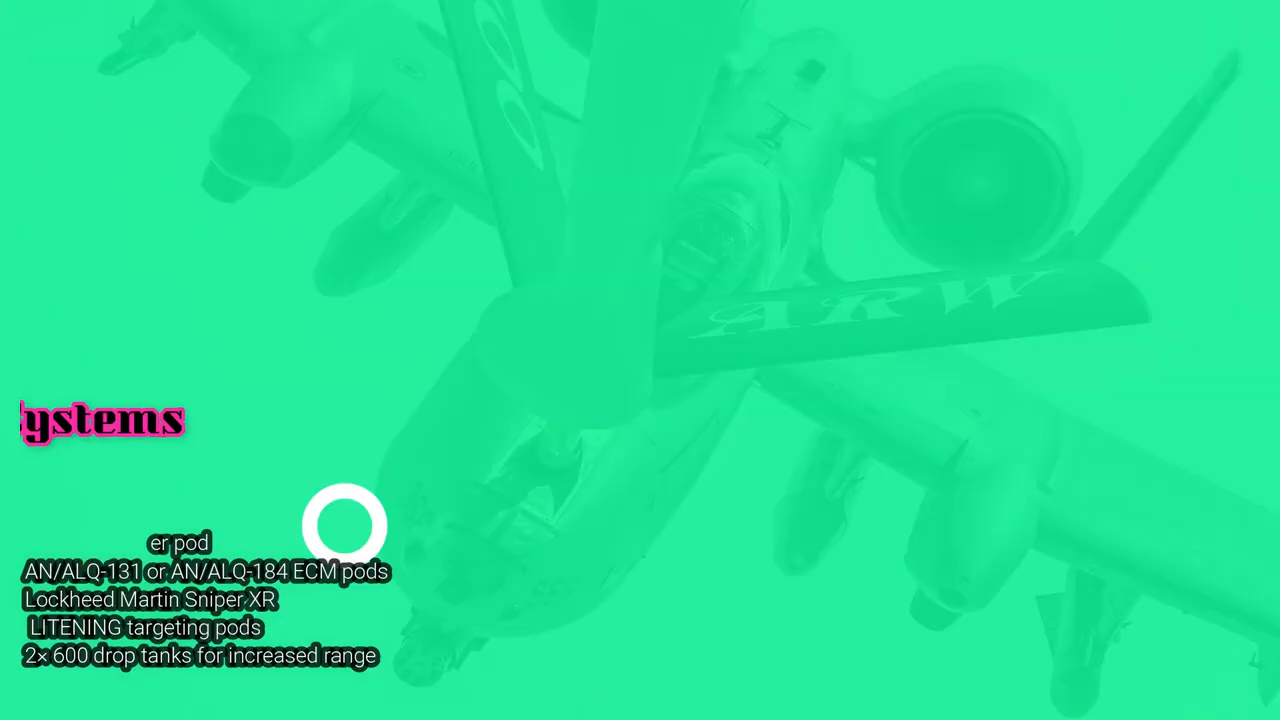 ystems
er pod
AN/ALQ-131 or AN/ALQ-184 ECM pods
Lockheed Martin Sniper XR
LITENING targeting pods
2× 600 drop tanks for increased range
ARW